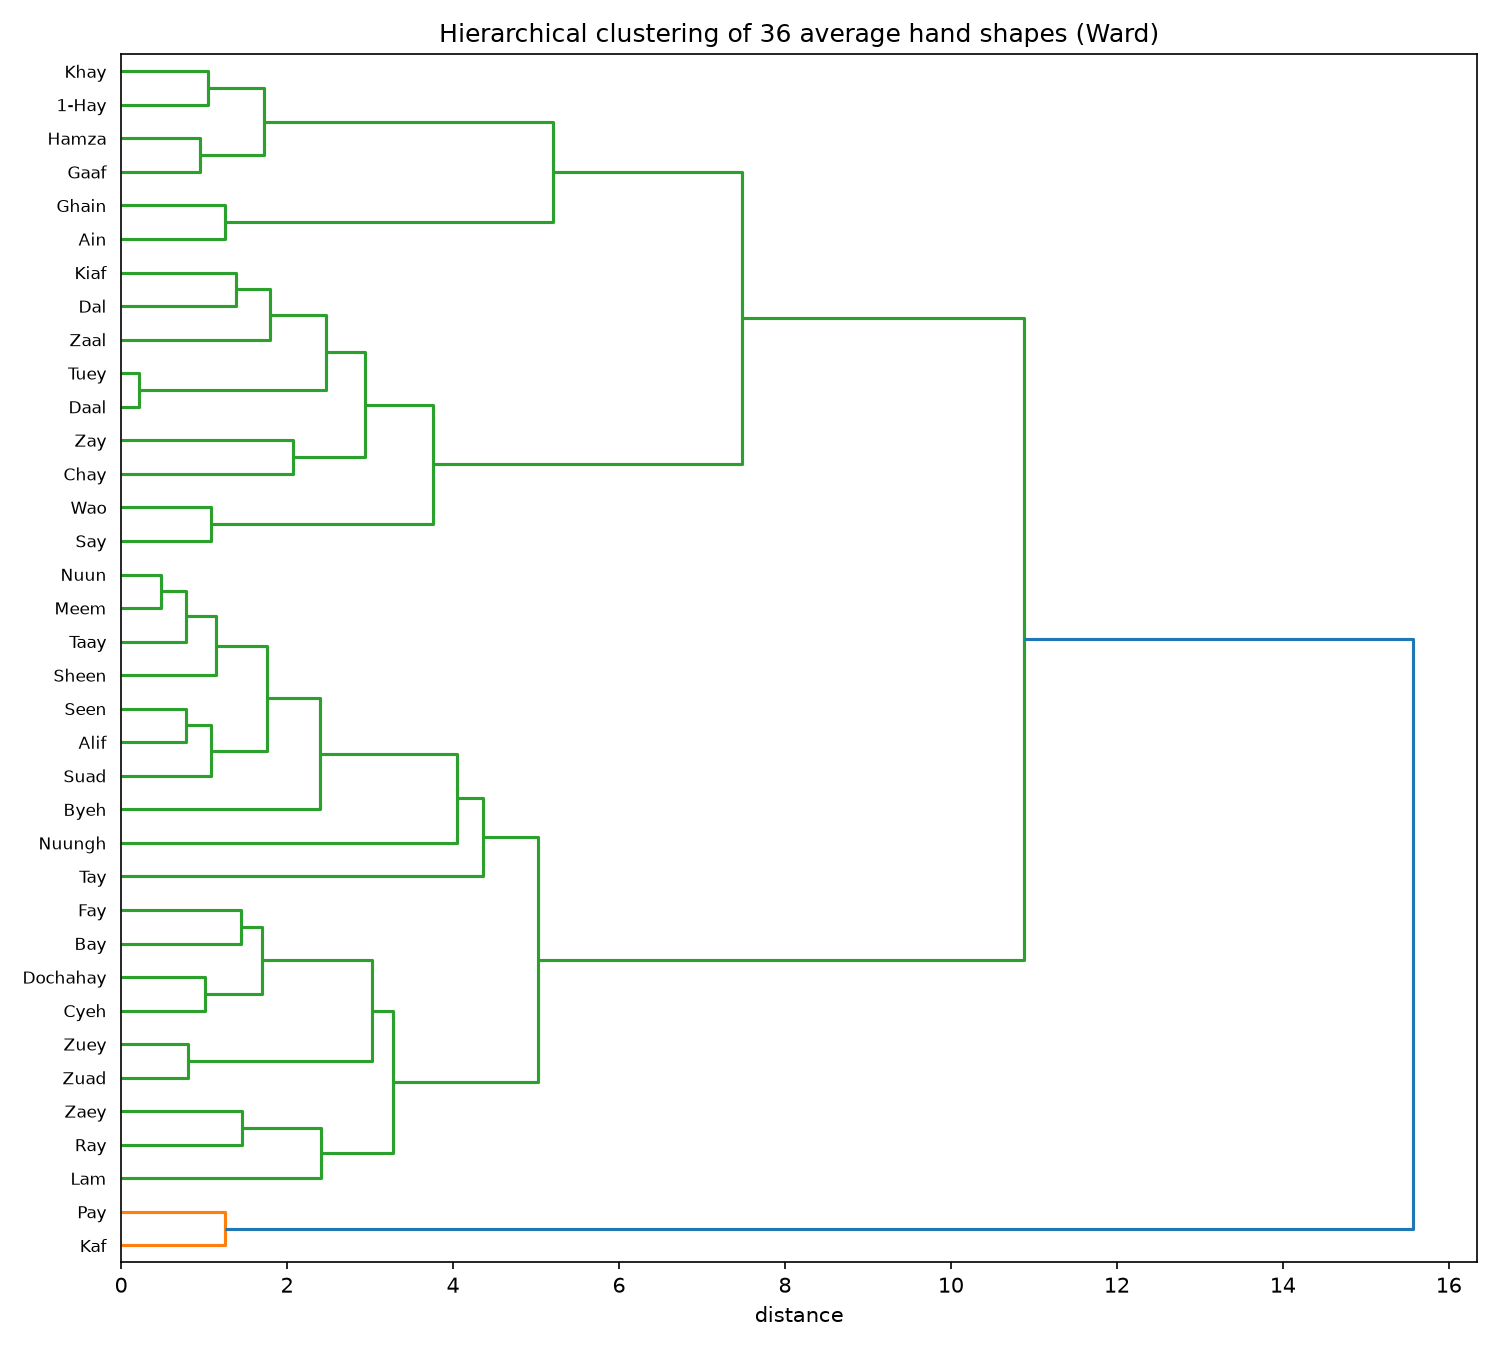 Hierarchical clustering of 36 average hand shapes (Ward)
Khay
1-Hay
Hamza
Gaaf
Ghain
Ain
Kiaf
Dal
Zaal
Tuey
Daal
Zay
Chay
Wao
Say
Nuun
Meem
Taay
Sheen
Seen
Alif
Suad
Byeh
Nuungh
Tay
Fay
Bay
Dochahay
Cyeh
Zuey
Zuad
Zaey
Ray
Lam
Pay
Kaf
0 2 4 6 8 10 12 14 16
distance